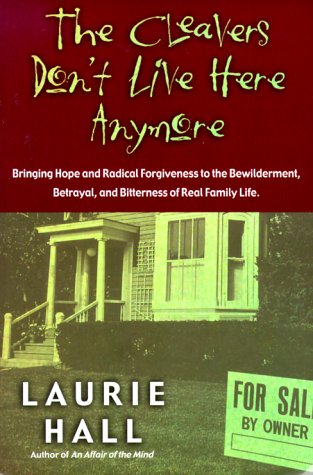 The Cleavers
Don't Live Here
Anymore
Bringing Hope and Radical Forgiveness to the Bewilderment,
Betrayal, and Bitterness of Real Family Life.
LAURIE
HALL
Author of An Affair of the Mind
FOR SAL
BY OWNER